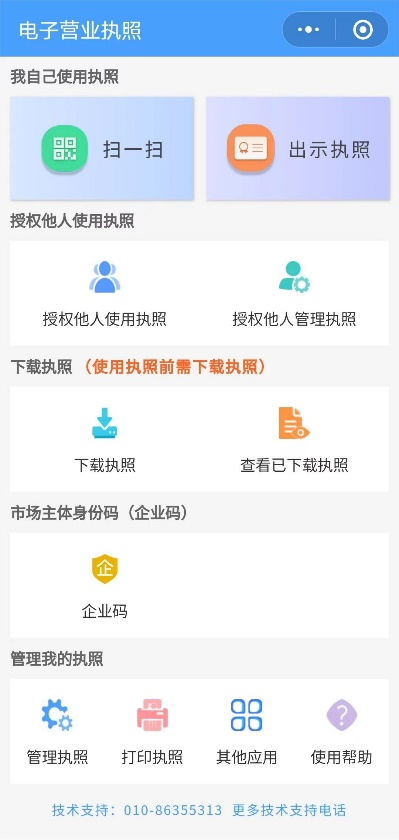 电子营业执照
我自己使用执照
扫一扫 出示执照
授权他人使用执照
授权他人使用执照 授权他人管理执照
下载执照（使用执照前需下载执照）
下载执照 查看已下载执照
市场主体身份码（企业码）
企
企业码
管理我的执照
管理执照 打印执照 其他应用 使用帮助
技术支持：010-86355313 更多技术支持电话